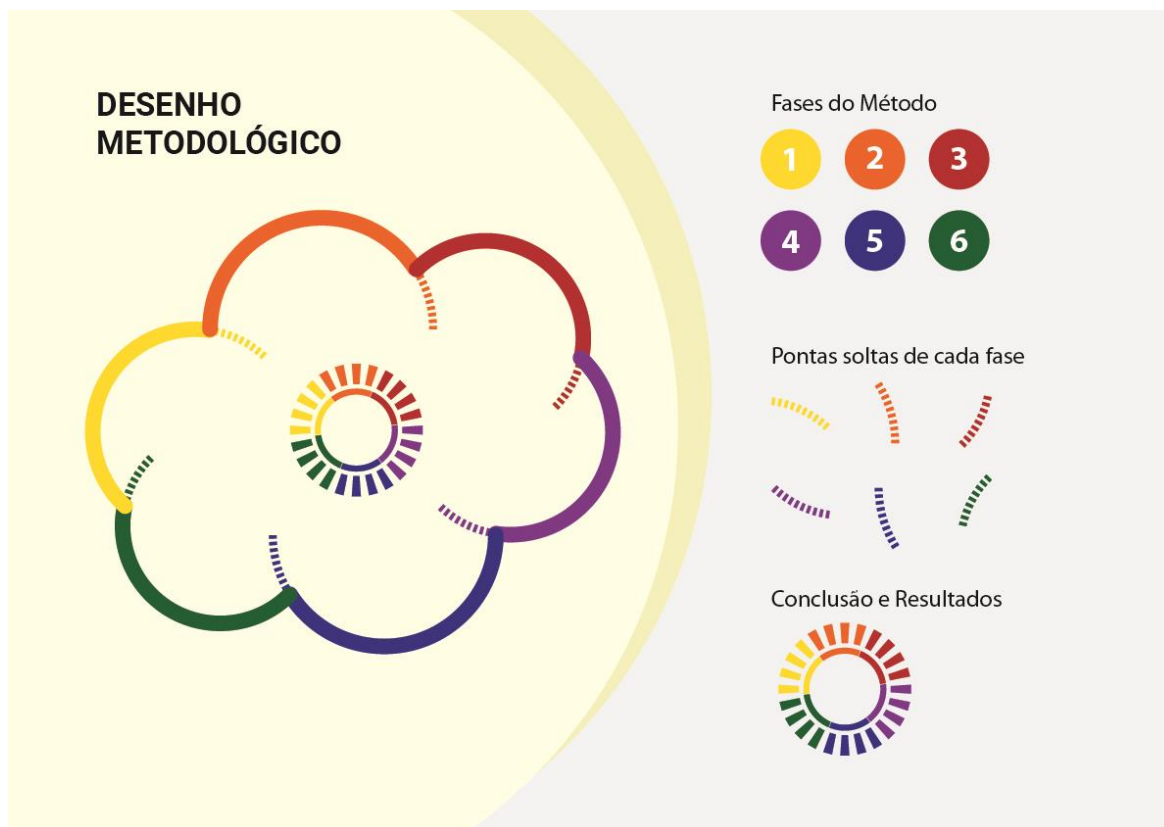 DESENHO
METODOLÓGICO
Fases do Método
1 2 3
4 5 6
Pontas soltas de cada fase
Conclusão e Resultados